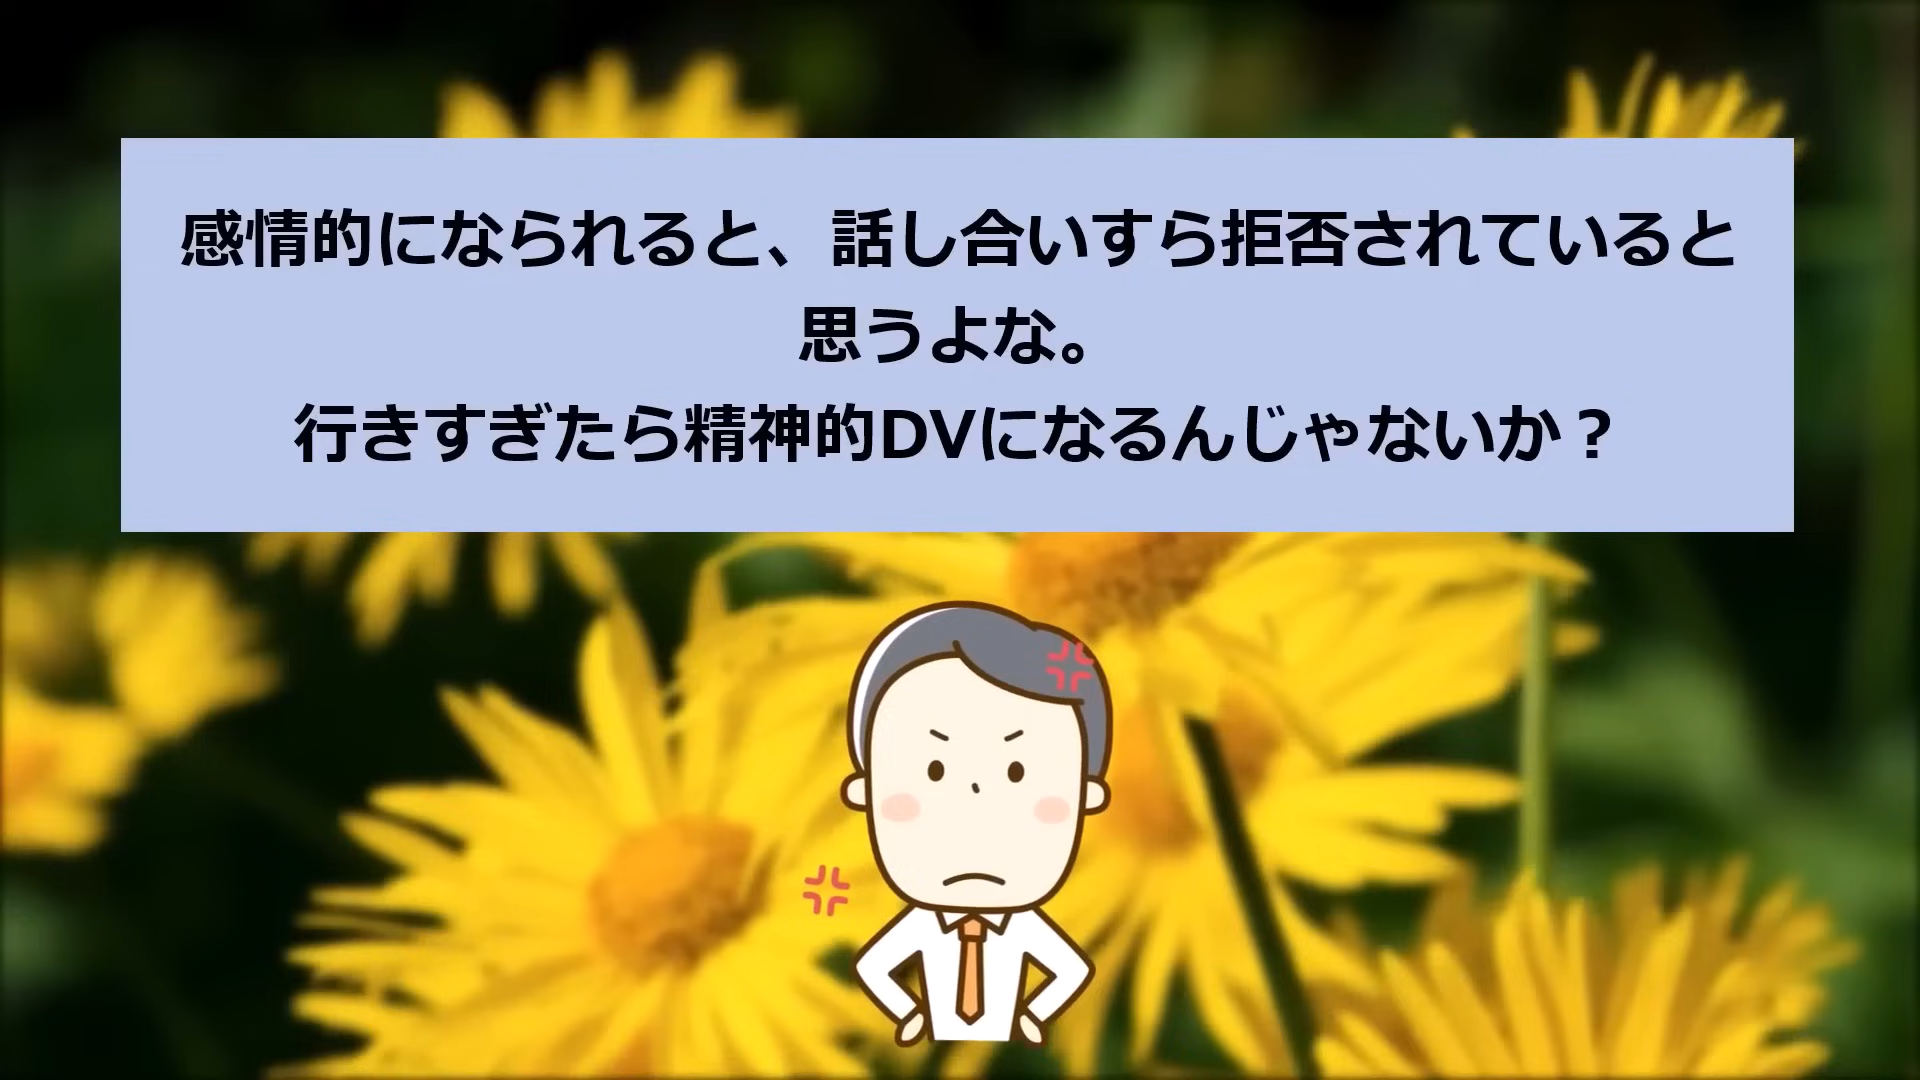 感情的になられると、話し合いすら拒否されていると
思うよな。
行きすぎたら精神的DVになるんじゃないか？